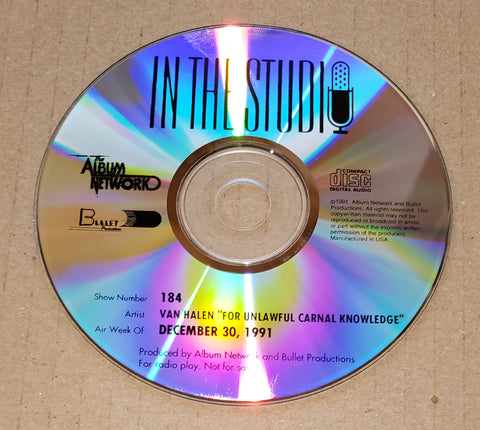 IN THE STUDIO
The
ALBUM
NETWORK
BULLET
COMPACT
disc
DIGITAL AUDIO
©1991 Album Network and Bullet
Productions. All rights reserved. This
copywritten material may not be
reproduced or broadcast in whole
or part without the express written
permission of the producers.
Manufactured in USA.
Show Number 184
Artist VAN HALEN "FOR UNLAWFUL CARNAL KNOWLEDGE"
Air Week Of DECEMBER 30, 1991
Produced by Album Network and Bullet Productions
For radio play. Not for